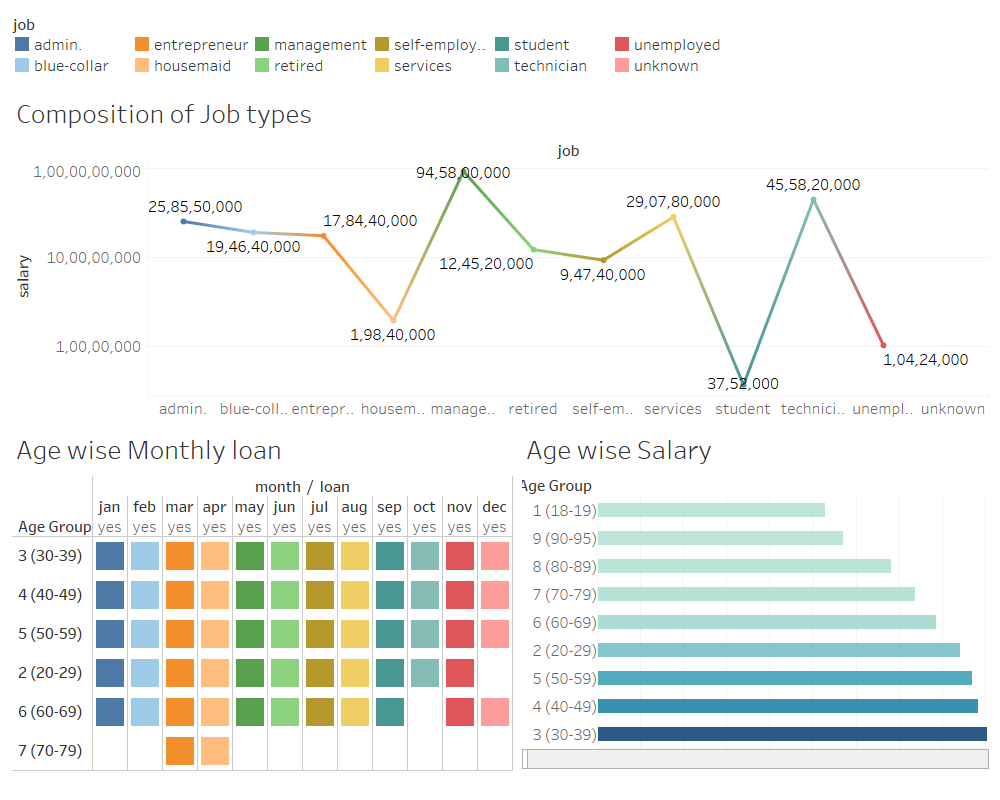 job
admin. entrepreneur management self-employ.. student unemployed
blue-collar housemaid retired services technician unknown
Composition of Job types
job
1,00,00,00,000
10,00,00,000
1,00,00,000
salary
25,85,50,000
19,46,40,000
17,84,40,000
1,98,40,000
94,58,00,000
12,45,20,000
9,47,40,000
29,07,80,000
37,52,000
45,58,20,000
1,04,24,000
admin. blue-coll.. entrepr.. housem.. manage.. retired self-em.. services student technici.. unempl.. unknown
Age wise Monthly loan
month / loan
jan feb mar apr may jun jul aug sep oct nov dec
Age Group yes yes yes yes yes yes yes yes yes yes yes yes
3 (30-39)
4 (40-49)
5 (50-59)
2 (20-29)
6 (60-69)
7 (70-79)
Age wise Salary
Age Group
1 (18-19)
9 (90-95)
8 (80-89)
7 (70-79)
6 (60-69)
2 (20-29)
5 (50-59)
4 (40-49)
3 (30-39)